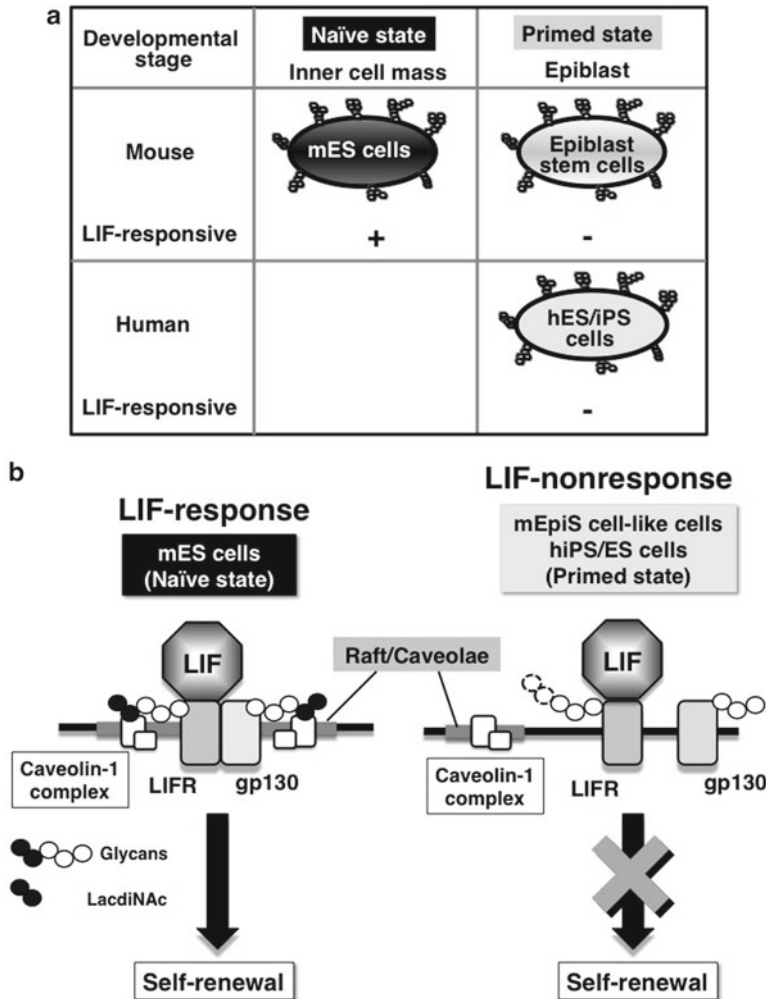 a
Developmental
stage
Naïve state
Inner cell mass
Primed state
Epiblast
Mouse
mES cells
Epiblast
stem cells
LIF-responsive
+
-
Human
hES/iPS
cells
LIF-responsive
-
b
LIF-response
mES cells
(Naïve state)
LIF-nonresponse
mEpiS cell-like cells
hiPS/ES cells
(Primed state)
LIF
Raft/Caveolae
LIF
Caveolin-1
complex
LIFR
gp130
Caveolin-1
complex
LIFR
gp130
Glycans
LacdiNAc
Self-renewal
Self-renewal